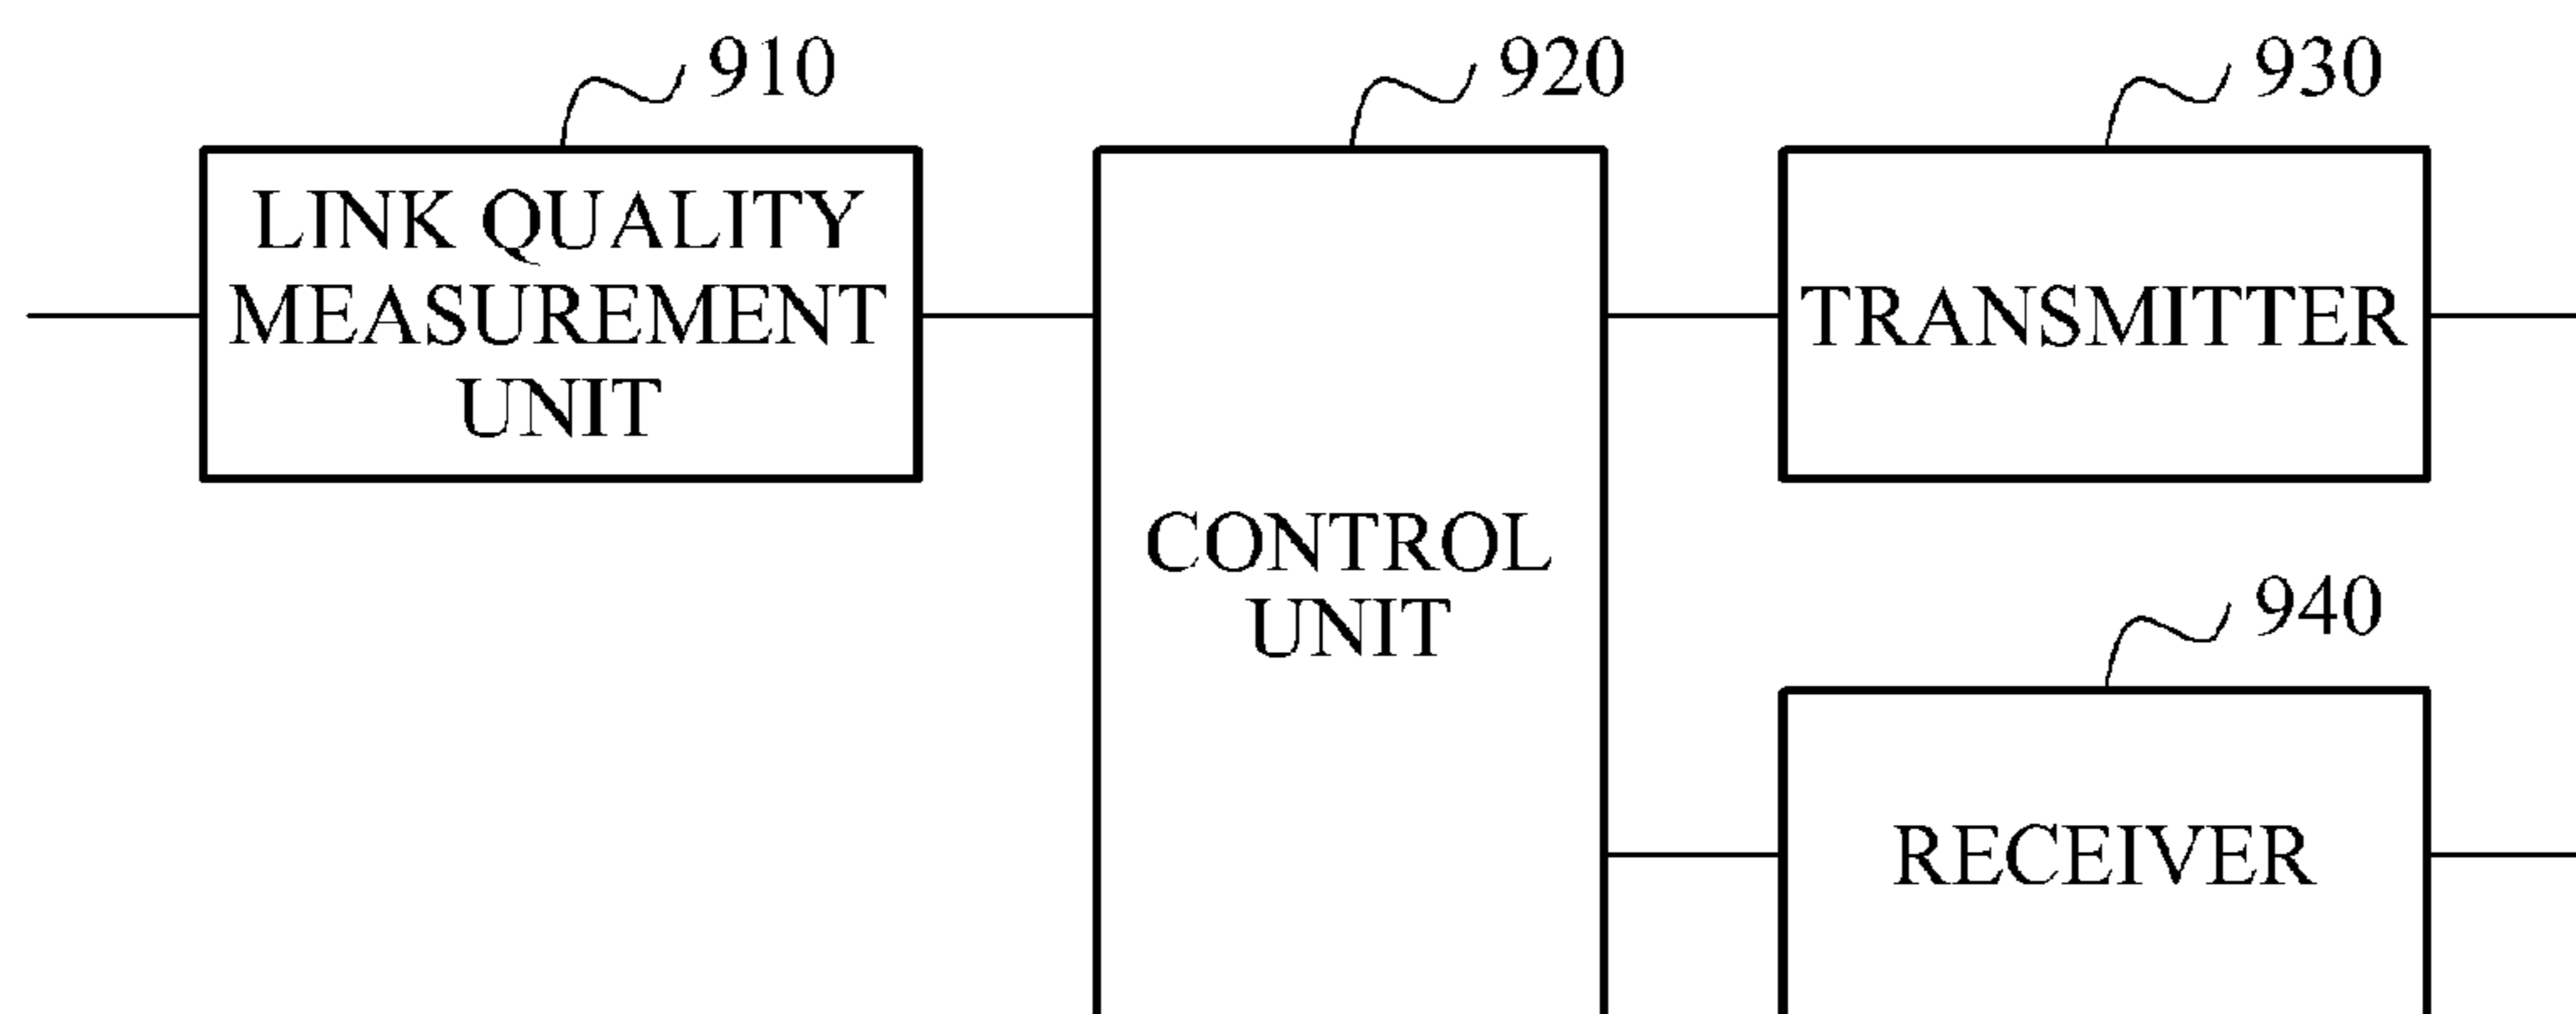 910
LINK QUALITY
MEASUREMENT
UNIT
920
CONTROL
UNIT
930
TRANSMITTER
940
RECEIVER